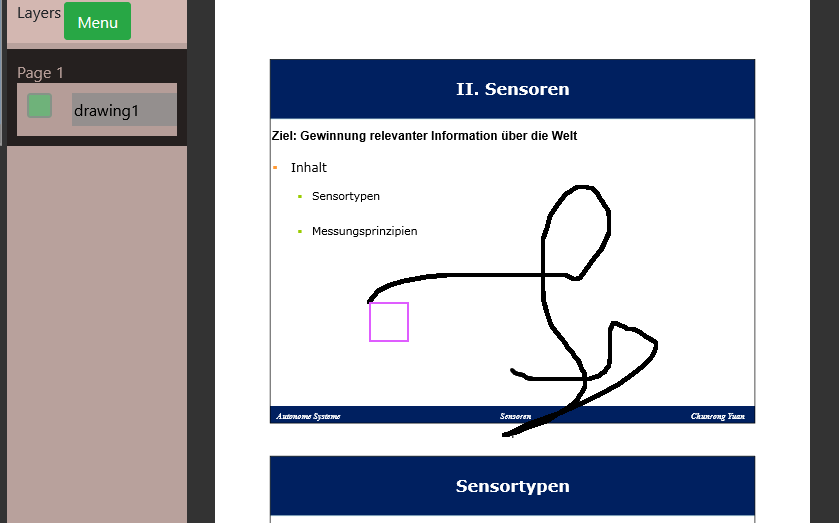 Layers Menu
Page 1
drawing1
II. Sensoren
Ziel: Gewinnung relevanter Information über die Welt
Inhalt
Sensortypen
Messungsprinzipien
Autonome Systeme Sensoren Chunrong Yuan
Sensortypen